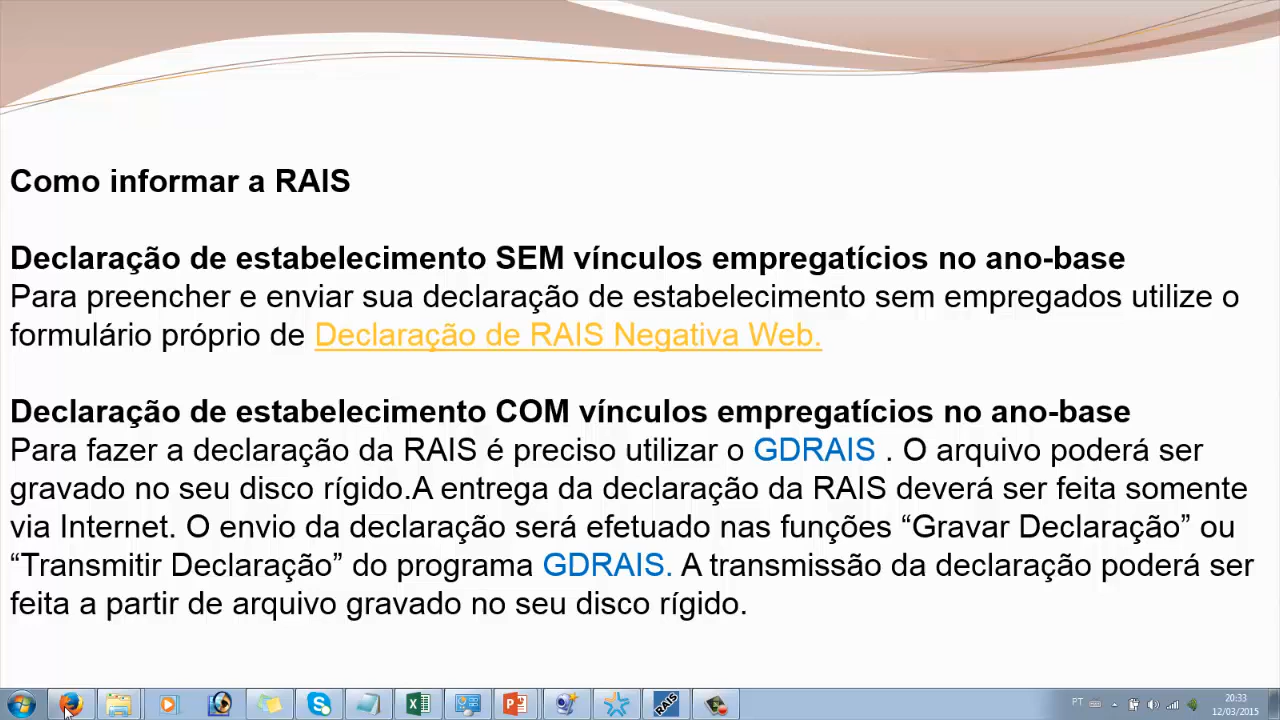 Como informar a RAIS
Declaração de estabelecimento SEM vínculos empregatícios no ano-base
Para preencher e enviar sua declaração de estabelecimento sem empregados utilize o
formulário próprio de Declaração de RAIS Negativa Web.
Declaração de estabelecimento COM vínculos empregatícios no ano-base
Para fazer a declaração da RAIS é preciso utilizar o GDRAIS . O arquivo poderá ser
gravado no seu disco rígido.A entrega da declaração da RAIS deverá ser feita somente
via Internet. O envio da declaração será efetuado nas funções “Gravar Declaração” ou
“Transmitir Declaração” do programa GDRAIS. A transmissão da declaração poderá ser
feita a partir de arquivo gravado no seu disco rígido.
RAIS
PT
20:33
12/03/2015